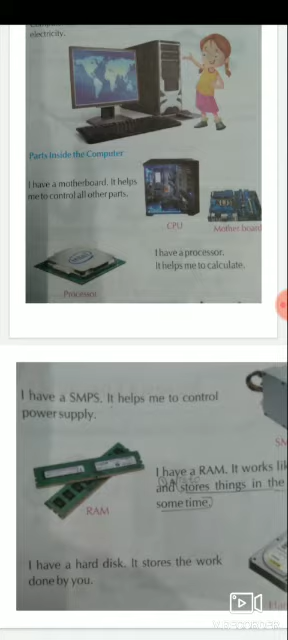 electricity.
Parts Inside the Computer
I have a motherboard. It helps
me to control all other parts.
CPU
Mother board
I have a processor.
It helps me to calculate.
Processor
I have a SMPS. It helps me to control
power supply.
SM
I have a RAM. It works lik
and stores things in the
some time.
RAM
I have a hard disk. It stores the work
done by you.
Har
RECORDER